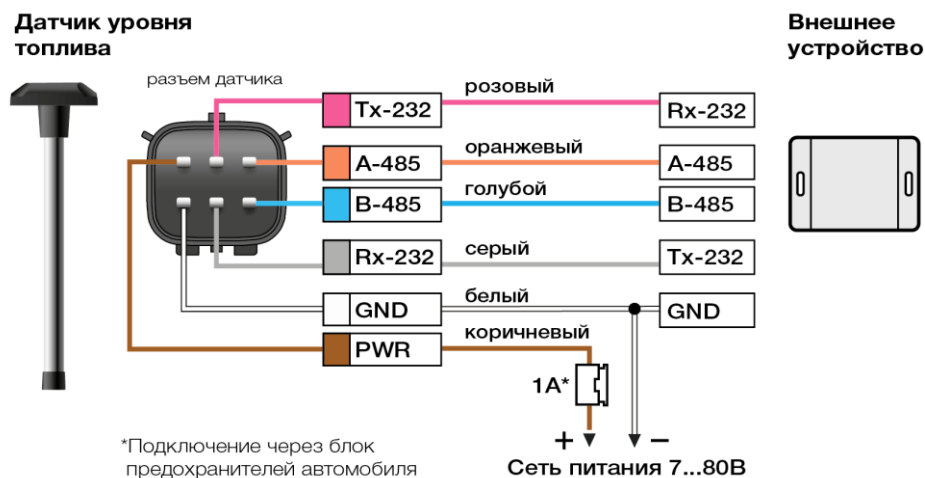 Датчик уровня
топлива
Внешнее
устройство
разъем датчика
розовый
Tx-232
Rx-232
оранжевый
A-485
A-485
голубой
B-485
B-485
серый
Rx-232
Tx-232
белый
GND
GND
коричневый
PWR
1А*
+ −
*Подключение через блок
предохранителей автомобиля
Сеть питания 7...80В